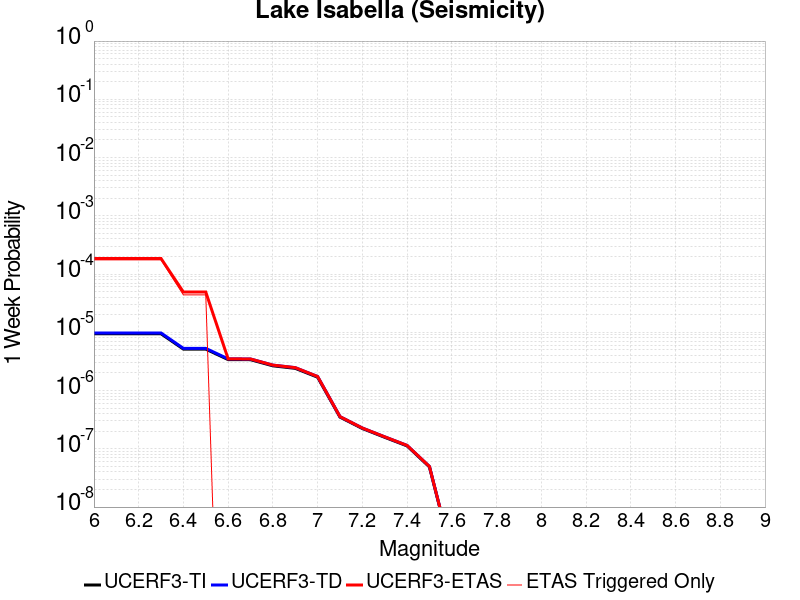 Lake Isabella (Seismicity)
10 0
10 -1
10 -2
10 -3
10 -4
10 -5
10 -6
10 -7
10 -8
1 Week Probability
6 6.2 6.4 6.6 6.8 7 7.2 7.4 7.6 7.8 8 8.2 8.4 8.6 8.8 9
Magnitude
UCERF3-TI UCERF3-TD UCERF3-ETAS ETAS Triggered Only